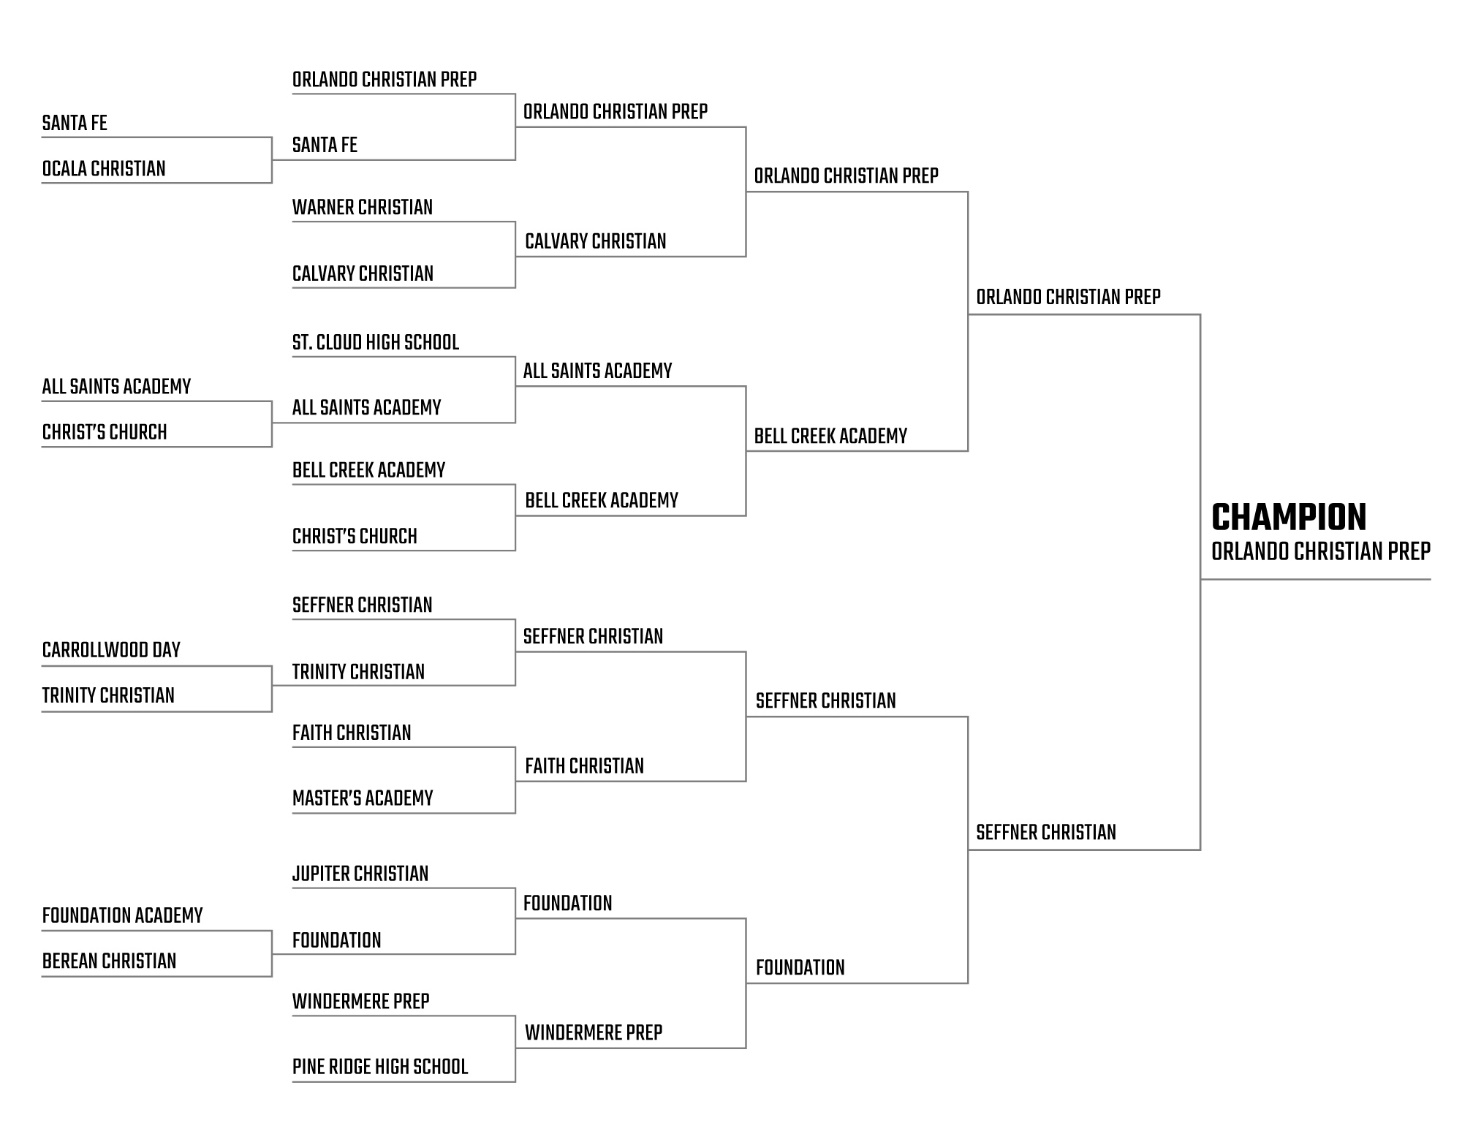 SANTA FE
OCALA CHRISTIAN
ALL SAINTS ACADEMY
CHRIST'S CHURCH
CARROLLWOOD DAY
TRINITY CHRISTIAN
FOUNDATION ACADEMY
BEREAN CHRISTIAN
ORLANDO CHRISTIAN PREP
SANTA FE
WARNER CHRISTIAN
CALVARY CHRISTIAN
ST. CLOUD HIGH SCHOOL
ALL SAINTS ACADEMY
BELL CREEK ACADEMY
CHRIST'S CHURCH
SEFFNER CHRISTIAN
TRINITY CHRISTIAN
FAITH CHRISTIAN
MASTER'S ACADEMY
JUPITER CHRISTIAN
FOUNDATION
WINDERMERE PREP
PINE RIDGE HIGH SCHOOL
ORLANDO CHRISTIAN PREP
CALVARY CHRISTIAN
ALL SAINTS ACADEMY
BELL CREEK ACADEMY
SEFFNER CHRISTIAN
FAITH CHRISTIAN
FOUNDATION
WINDERMERE PREP
ORLANDO CHRISTIAN PREP
BELL CREEK ACADEMY
SEFFNER CHRISTIAN
FOUNDATION
ORLANDO CHRISTIAN PREP
SEFFNER CHRISTIAN
CHAMPION
ORLANDO CHRISTIAN PREP